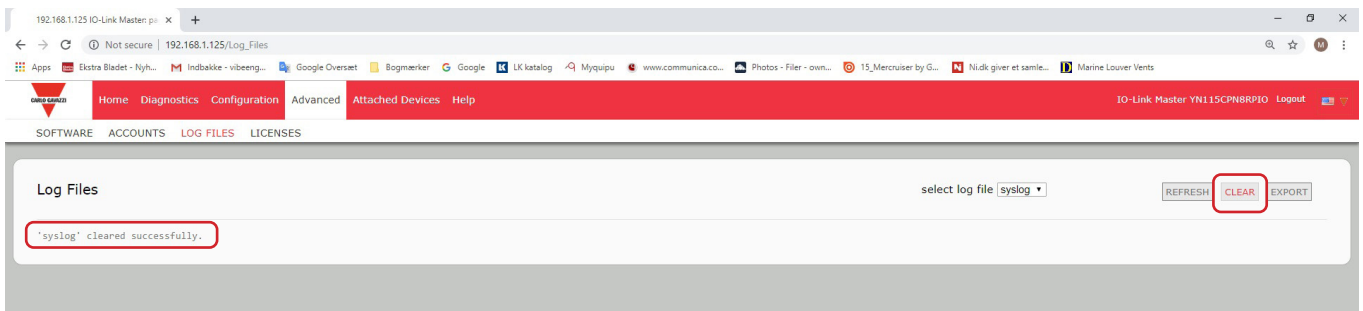 192.168.1.125 IO-Link Master: pa
Not secure | 192.168.1.125/Log_Files
M
Apps Ekstra Bladet - Nyh... Indbakke - vibeeng... Google Oversæt Bogmærker Google LK katalog Myquipu www.communica.co... Photos - Filer - own... 15_Mercruiser by G... Ni.dk giver et samle... Marine Louver Vents
CARLO GAVAZZI Home Diagnostics Configuration Advanced Attached Devices Help IO-Link Master YN115CPN8RPIO Logout
SOFTWARE ACCOUNTS LOG FILES LICENSES
Log Files select log file syslog REFRESH CLEAR EXPORT
'syslog' cleared successfully.